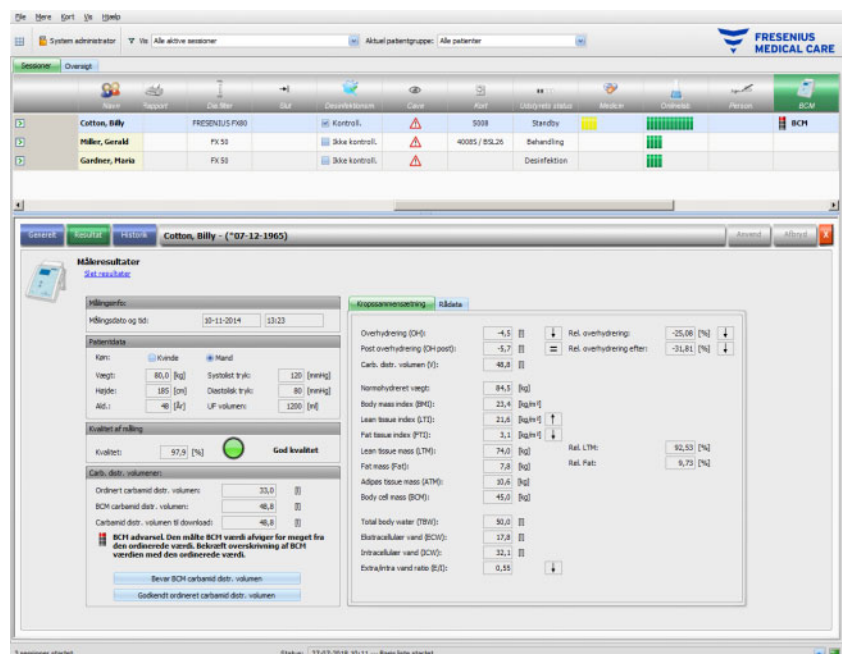 Vis Hjælp
System administrator Vis Alle aktive sessioner Aktuel patientgruppe: Alle patienter
FRESENIUS
MEDICAL CARE
Sessioner Oversigt
Navn Rapport Dia.filter Slut Desinfektionsm Cave Kort Udstyrets status Medicin Person BCM
Cotton, Billy FRESENIUS FX80 Kontroll. 5008 Standby BCM
Miller, Gerald FX 50 Ikke kontroll. 4008S / BSL26 Behandling
Gardner, Maria FX 50 Ikke kontroll. Desinfektion
Generelt Resultat Historik Cotton, Billy - (*07-12-1965) Anvend Afbryd X
Måleresultater
Slet resultater
Målingsinfo:
Målingsdato og tid: 10-11-2014 13:23
Patientdata
Køn: Kvinde Mand
Vægt: 80,0 [kg] Systolisk tryk: 120 [mmHg]
Højde: 185 [cm] Diastolisk tryk: 80 [mmHg]
Ald.: 48 [År] UF volumen: 1200 [ml]
Kvalitet af måling
Kvalitet: 97,9 [%] God kvalitet
Carb. distr. volumener:
Ordinert carbamid distr. volumen: 33,0 [l]
BCM carbamid distr. volumen: 48,8 [l]
Carbamid distr. volumen til download: 48,8 [l]
BCM advarsel. Den målte BCM værdi afviger for meget fra
den ordinerede værdi. Bekræft overskrivning af BCM
værdien med den ordinerede værdi.
Bevar BCM carbamid distr. volumen
Godkendt ordineret carbamid distr. volumen
Kropssammensætning Rådata
Overhydrering (OH): -4,5 [l] ↓ Rel. overhydrering: -25,08 [%] ↓
Post overhydrering (OH post): -5,7 [l] = Rel. overhydrering efter: -31,81 [%] ↓
Carb. distr. volumen (V): 48,8 [l]
Normohydreret vægt: 84,5 [kg]
Body mass index (BMI): 23,4 [kg/m²]
Lean tissue index (LTI): 21,6 [kg/m²] ↑
Fat tissue index (FTI): 3,1 [kg/m²] ↓
Lean tissue mass (LTM): 74,0 [kg] Rel. LTM: 92,53 [%]
Fat mass (Fat): 7,8 [kg] Rel. Fat: 9,73 [%]
Adipøs tissue mass (ATM): 10,6 [kg]
Body cell mass (BCM): 45,0 [kg]
Total body water (TBW): 50,0 [l]
Ekstracellulær vand (ECW): 17,8 [l]
Intracellulær vand (ICW): 32,1 [l]
Extra/intra vand ratio (E/I): 0,55 ↓